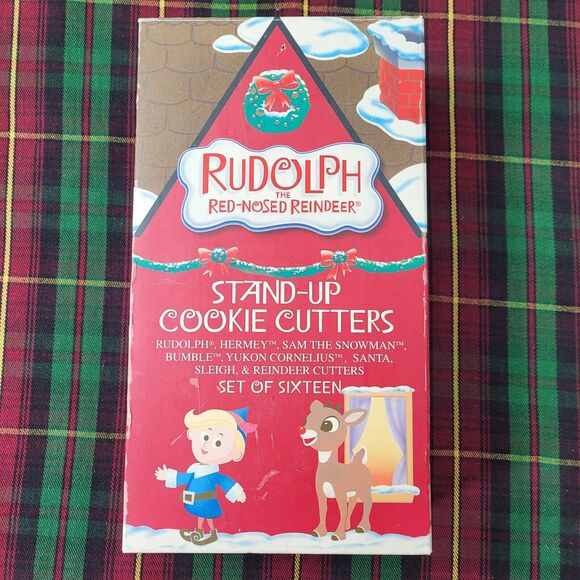 RUDOLPH
THE
RED-NOSED REINDEER®
STAND-UP
COOKIE CUTTERS
RUDOLPH®, HERMEY™, SAM THE SNOWMAN™,
BUMBLE™, YUKON CORNELIUS™, SANTA,
SLEIGH, & REINDEER CUTTERS
SET OF SIXTEEN